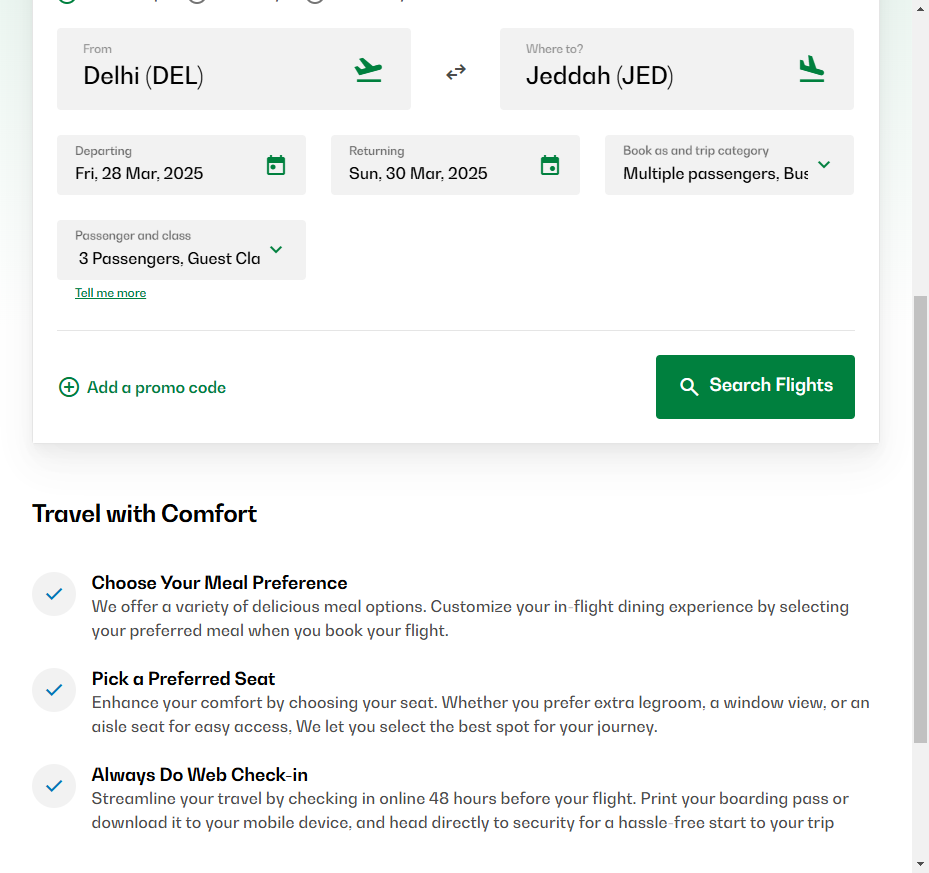 From
Delhi (DEL)
Where to?
Jeddah (JED)
Departing
Fri, 28 Mar, 2025
Returning
Sun, 30 Mar, 2025
Book as and trip category
Multiple passengers, Bus
Passenger and class
3 Passengers, Guest Cla
Tell me more
Add a promo code
Search Flights
Travel with Comfort
Choose Your Meal Preference
We offer a variety of delicious meal options. Customize your in-flight dining experience by selecting
your preferred meal when you book your flight.
Pick a Preferred Seat
Enhance your comfort by choosing your seat. Whether you prefer extra legroom, a window view, or an
aisle seat for easy access, We let you select the best spot for your journey.
Always Do Web Check-in
Streamline your travel by checking in online 48 hours before your flight. Print your boarding pass or
download it to your mobile device, and head directly to security for a hassle-free start to your trip